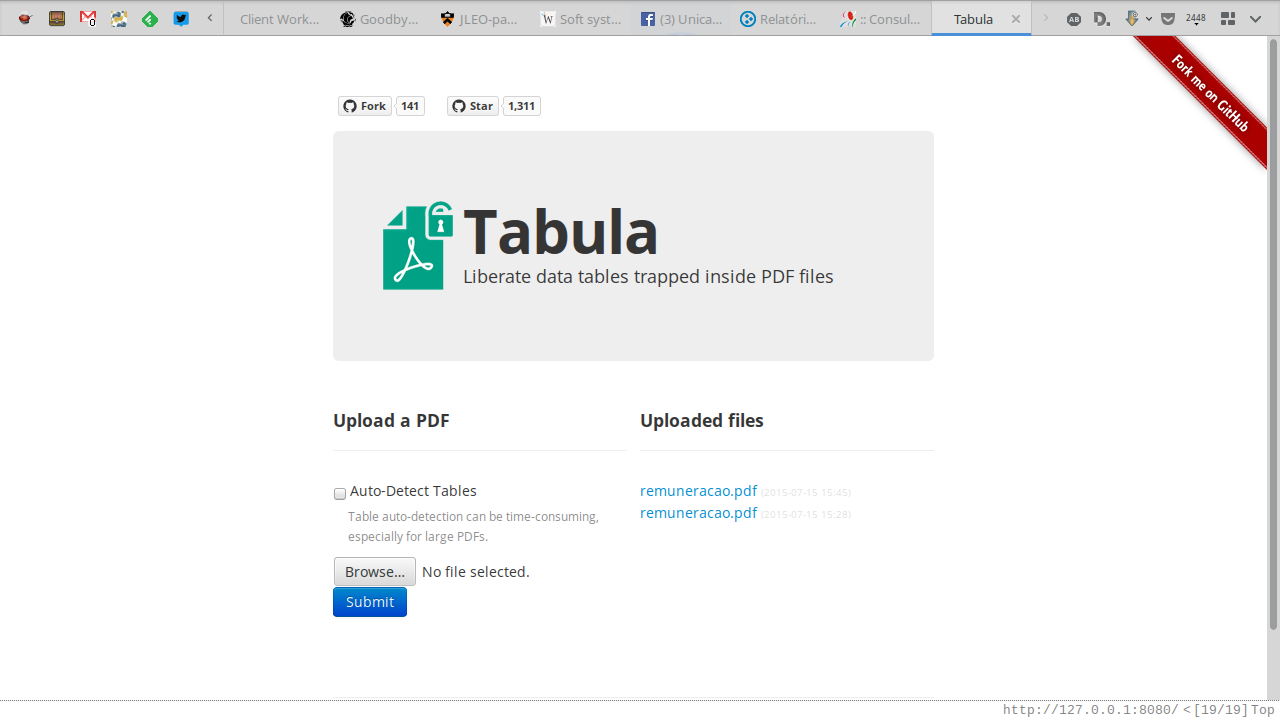 Client Work... Goodby... JLEO-pa... Soft syst... (3) Unica... Relatóri... :: Consul... Tabula × 2448
Fork me on GitHub
Fork 141 Star 1,311
Tabula
Liberate data tables trapped inside PDF files
Upload a PDF
Uploaded files
Auto-Detect Tables
Table auto-detection can be time-consuming,
especially for large PDFs.
Browse... No file selected.
Submit
remuneracao.pdf (2015-07-15 15:45)
remuneracao.pdf (2015-07-15 15:28)
http://127.0.0.1:8080/ < [19/19] Top